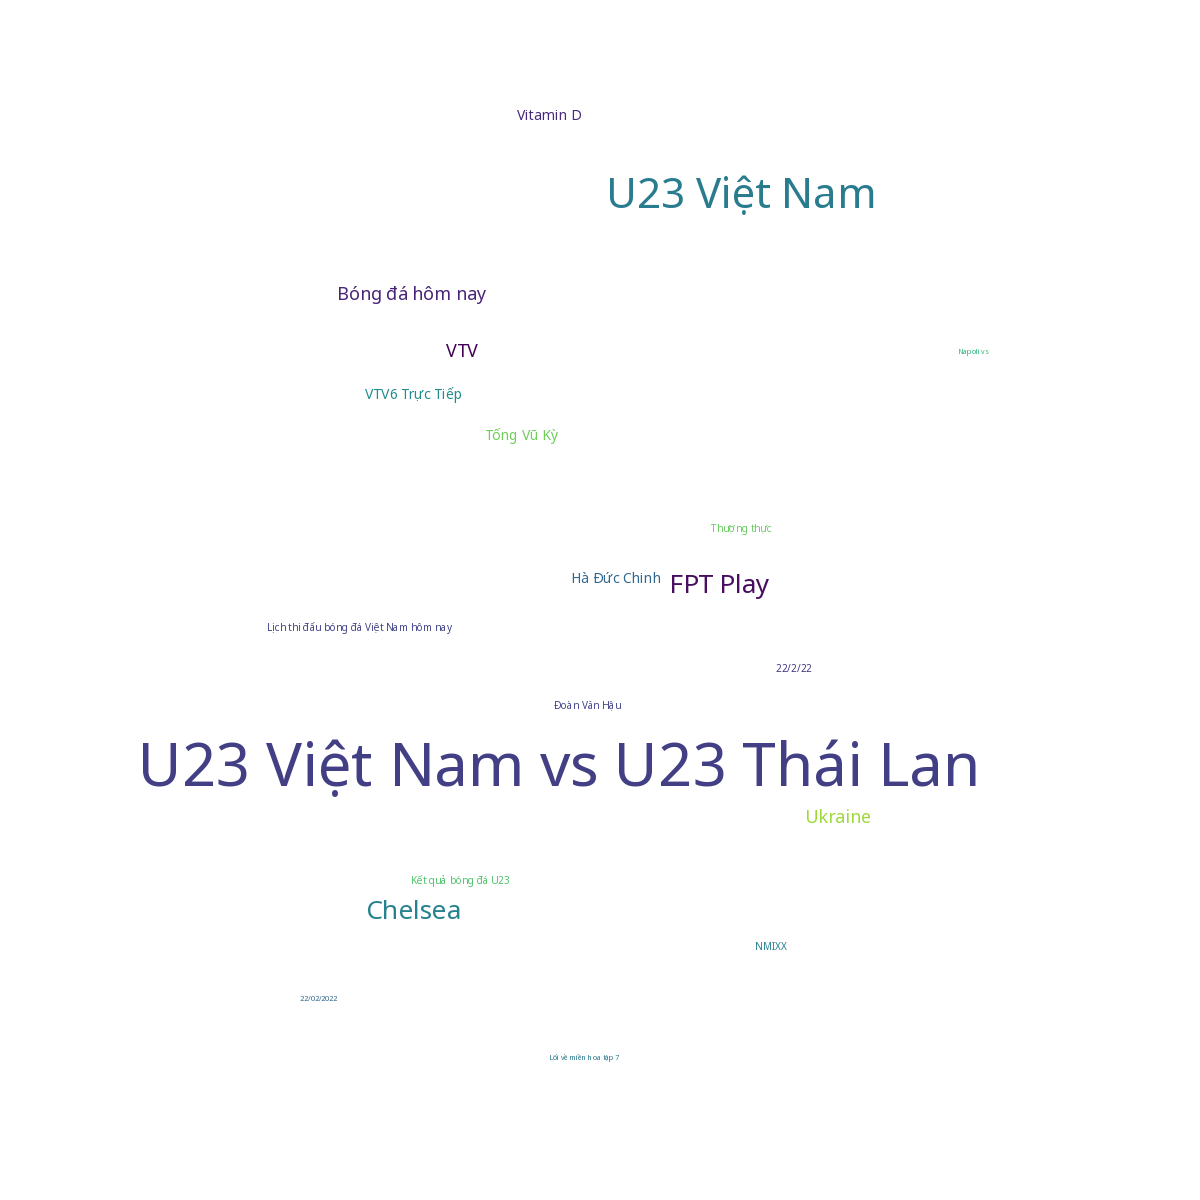 Vitamin D
U23 Việt Nam
Bóng đá hôm nay
VTV
Napoli vs
VTV6 Trực Tiếp
Tống Vũ Kỳ
Thương thực
Hà Đức Chinh
FPT Play
Lịch thi đấu bóng đá Việt Nam hôm nay
22/2/22
Đoàn Văn Hậu
U23 Việt Nam vs U23 Thái Lan
Ukraine
Kết quả bóng đá U23
Chelsea
NMIXX
22/02/2022
Lối về miền hoa tập 7